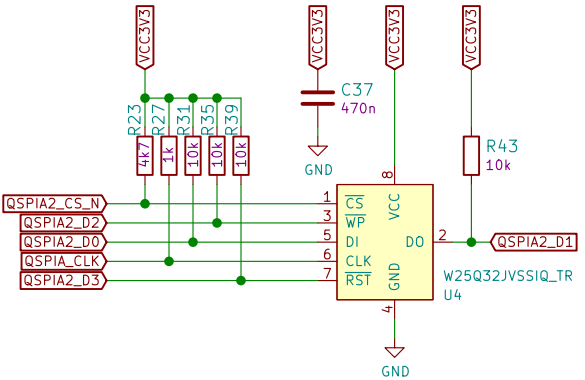 VCC3V3
VCC3V3
VCC3V3
VCC3V3
R23
R27
R31
R35
R39
4k7
1k
10k
10k
10k
C37
470n
GND
R43
10k
QSPIA2_CS_N
QSPIA2_D2
QSPIA2_D0
QSPIA_CLK
QSPIA2_D3
1
3
5
6
7
CS
WP
DI
CLK
RST
8
VCC
DO
2
GND
4
QSPIA2_D1
W25Q32JVSSIQ_TR
U4
GND